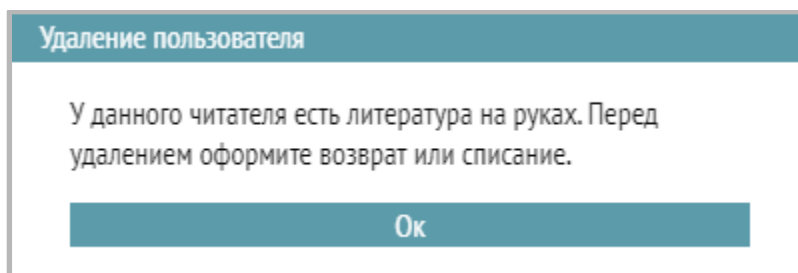 Удаление пользователя
У данного читателя есть литература на руках. Перед
удалением оформите возврат или списание.
Ок